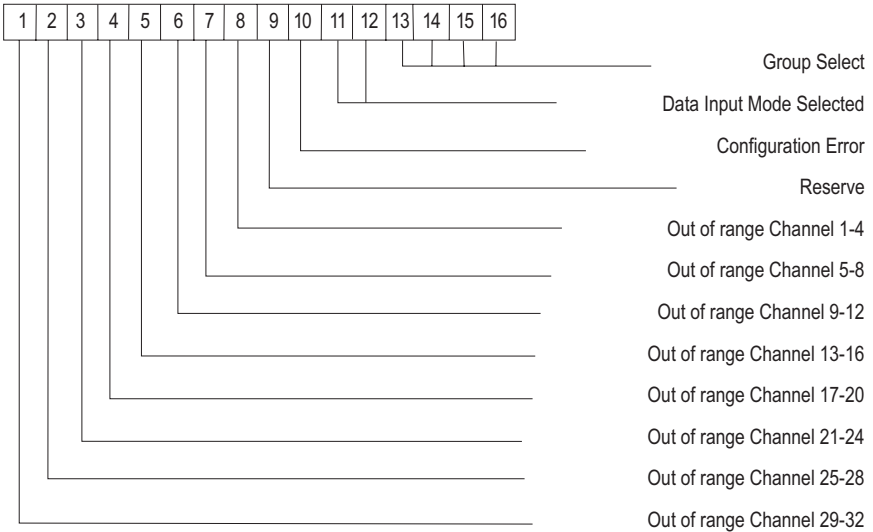 1 2 3 4 5 6 7 8 9 10 11 12 13 14 15 16
Group Select
Data Input Mode Selected
Configuration Error
Reserve
Out of range Channel 1-4
Out of range Channel 5-8
Out of range Channel 9-12
Out of range Channel 13-16
Out of range Channel 17-20
Out of range Channel 21-24
Out of range Channel 25-28
Out of range Channel 29-32